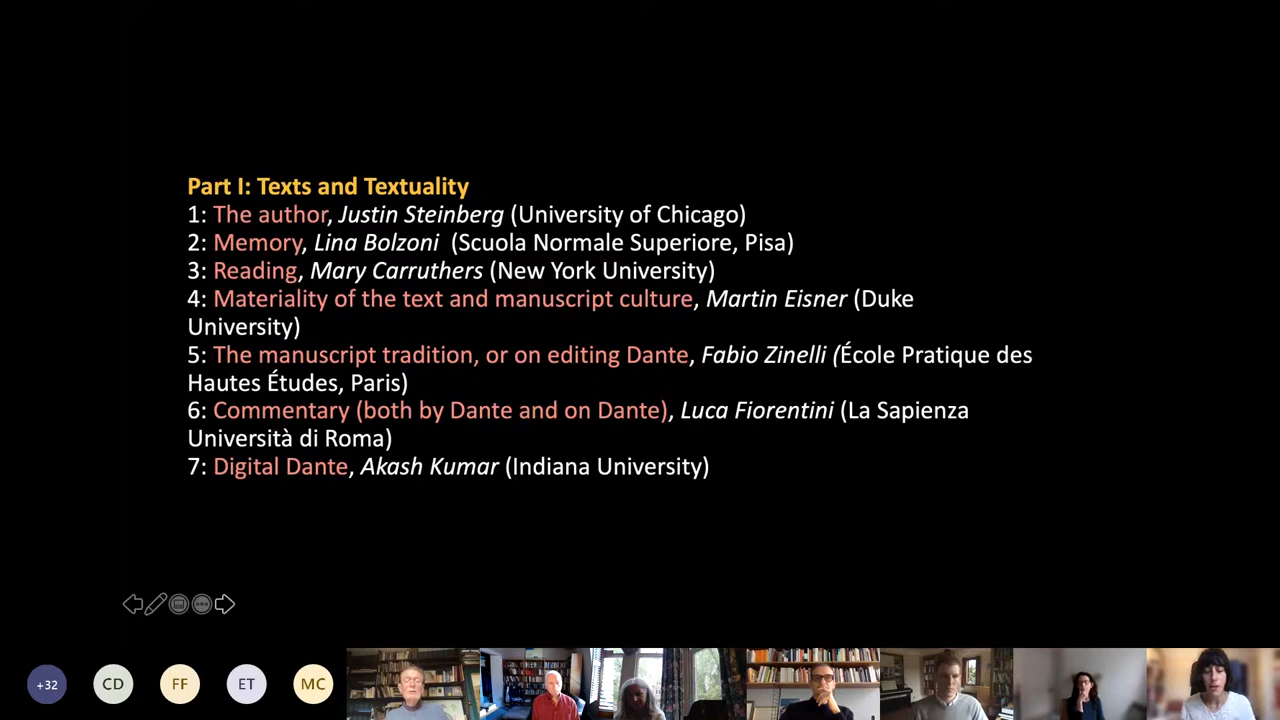 Part I: Texts and Textuality
1: The author, Justin Steinberg (University of Chicago)
2: Memory, Lina Bolzoni (Scuola Normale Superiore, Pisa)
3: Reading, Mary Carruthers (New York University)
4: Materiality of the text and manuscript culture, Martin Eisner (Duke
University)
5: The manuscript tradition, or on editing Dante, Fabio Zinelli (École Pratique des
Hautes Études, Paris)
6: Commentary (both by Dante and on Dante), Luca Fiorentini (La Sapienza
Università di Roma)
7: Digital Dante, Akash Kumar (Indiana University)
+32 CD FF ET MC